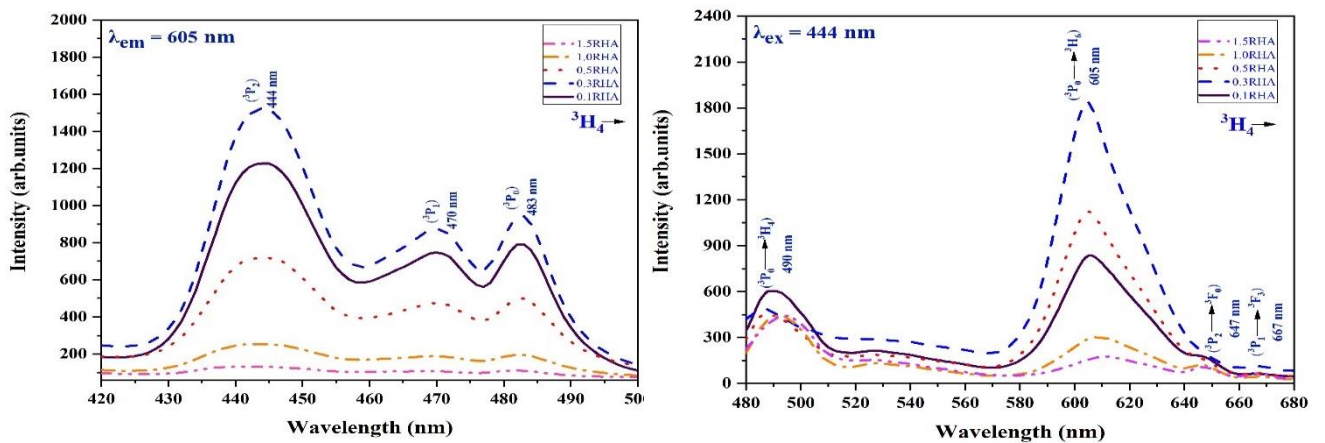 λem = 605 nm
1.5RHA
1.0RHA
0.5RHA
0.3RHA
0.1RHA
³H₄→
(³P₂)
444 nm
(³P₁)
470 nm
(³P₀)
483 nm
2000
1800
1600
1400
1200
1000
800
600
400
200
Intensity (arb.units)
420 430 440 450 460 470 480 490 500
Wavelength (nm)
λex = 444 nm
1.5RHA
1.0RHA
0.5RHA
0.3RHA
0.1RHA
³H₄→
(³P₀→³H₄)
490 nm
(³P₀→³H₆)
605 nm
(³P₂→³F₀)
647 nm
(³P₁→³F₃)
667 nm
2400
2100
1800
1500
1200
900
600
300
0
Intensity (arb.units)
480 500 520 540 560 580 600 620 640 660 680
Wavelength (nm)